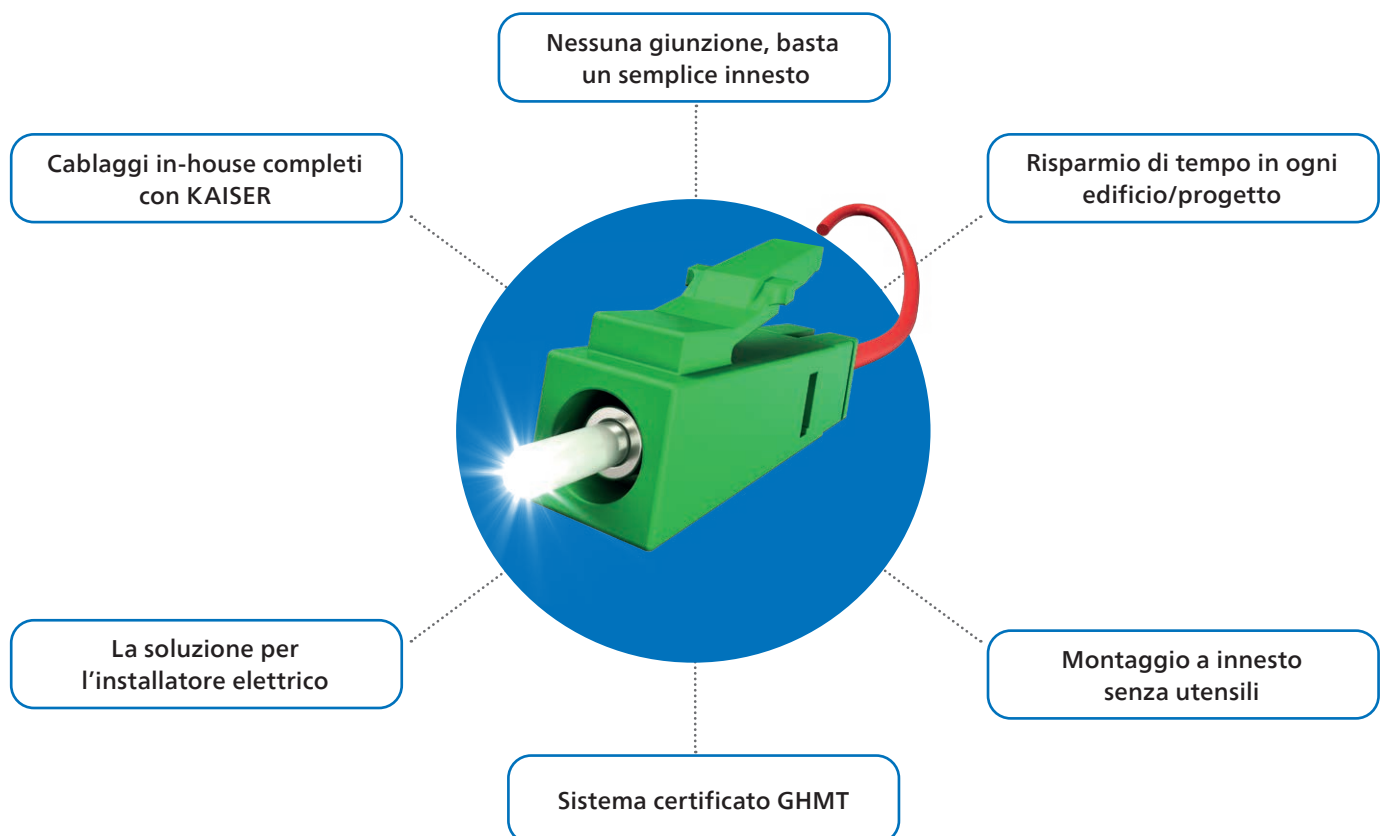 Nessuna giunzione, basta
un semplice innesto
Cablaggi in-house completi
con KAISER
Risparmio di tempo in ogni
edificio/progetto
La soluzione per
l’installatore elettrico
Montaggio a innesto
senza utensili
Sistema certificato GHMT